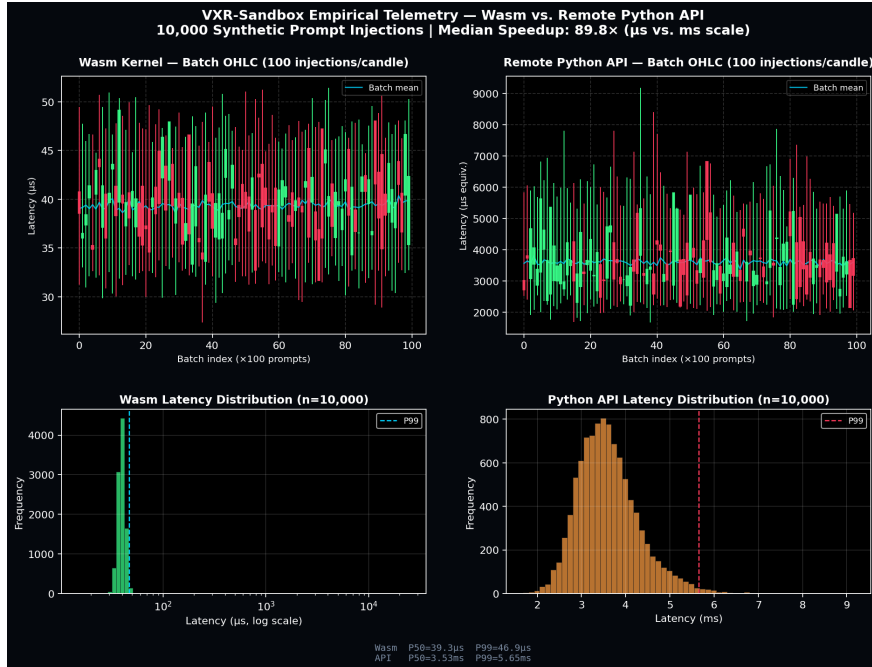 VXR-Sandbox Empirical Telemetry — Wasm vs. Remote Python API
10,000 Synthetic Prompt Injections | Median Speedup: 89.8× (µs vs. ms scale)
Wasm Kernel — Batch OHLC (100 injections/candle)
Batch mean
Latency (µs)
50
45
40
35
30
0 20 40 60 80 100
Batch index (×100 prompts)
Remote Python API — Batch OHLC (100 injections/candle)
Batch mean
Latency (µs equiv.)
9000
8000
7000
6000
5000
4000
3000
2000
0 20 40 60 80 100
Batch index (×100 prompts)
Wasm Latency Distribution (n=10,000)
P99
Frequency
4000
3000
2000
1000
0
10² 10³ 10⁴
Latency (µs, log scale)
Python API Latency Distribution (n=10,000)
P99
Frequency
800
600
400
200
0
2 3 4 5 6 7 8 9
Latency (ms)
Wasm P50=39.3µs P99=46.9µs
API P50=3.53ms P99=5.65ms